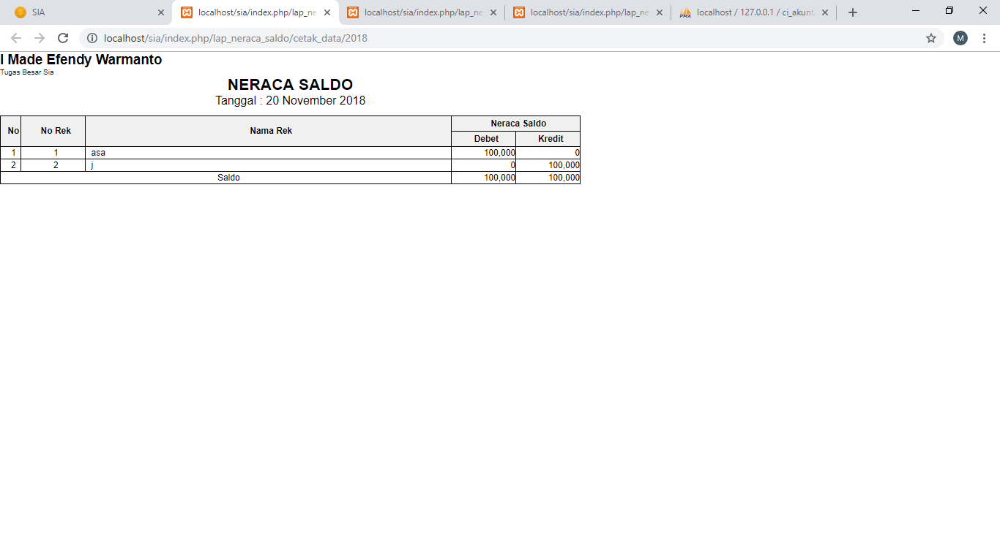 SIA
localhost/sia/index.php/lap_ne
localhost/sia/index.php/lap_ne
localhost/sia/index.php/lap_ne
PMA
localhost / 127.0.0.1 / ci_akunt
localhost/sia/index.php/lap_neraca_saldo/cetak_data/2018
M
I Made Efendy Warmanto
Tugas Besar Sia
NERACA SALDO
Tanggal : 20 November 2018
No No Rek Nama Rek Neraca Saldo
Debet Kredit
1 1 asa 100,000 0
2 2 j 0 100,000
Saldo 100,000 100,000